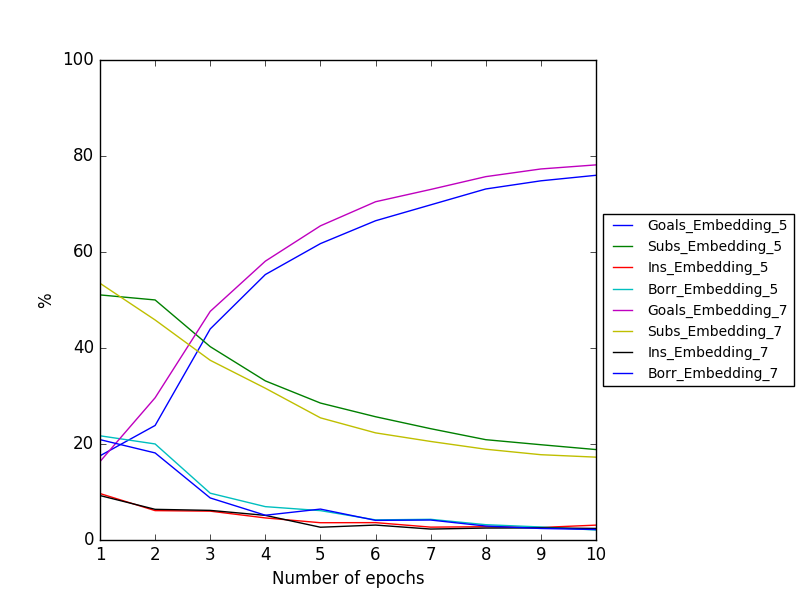 100
80
60
40
20
0
%
1 2 3 4 5 6 7 8 9 10
Number of epochs
Goals_Embedding_5
Subs_Embedding_5
Ins_Embedding_5
Borr_Embedding_5
Goals_Embedding_7
Subs_Embedding_7
Ins_Embedding_7
Borr_Embedding_7